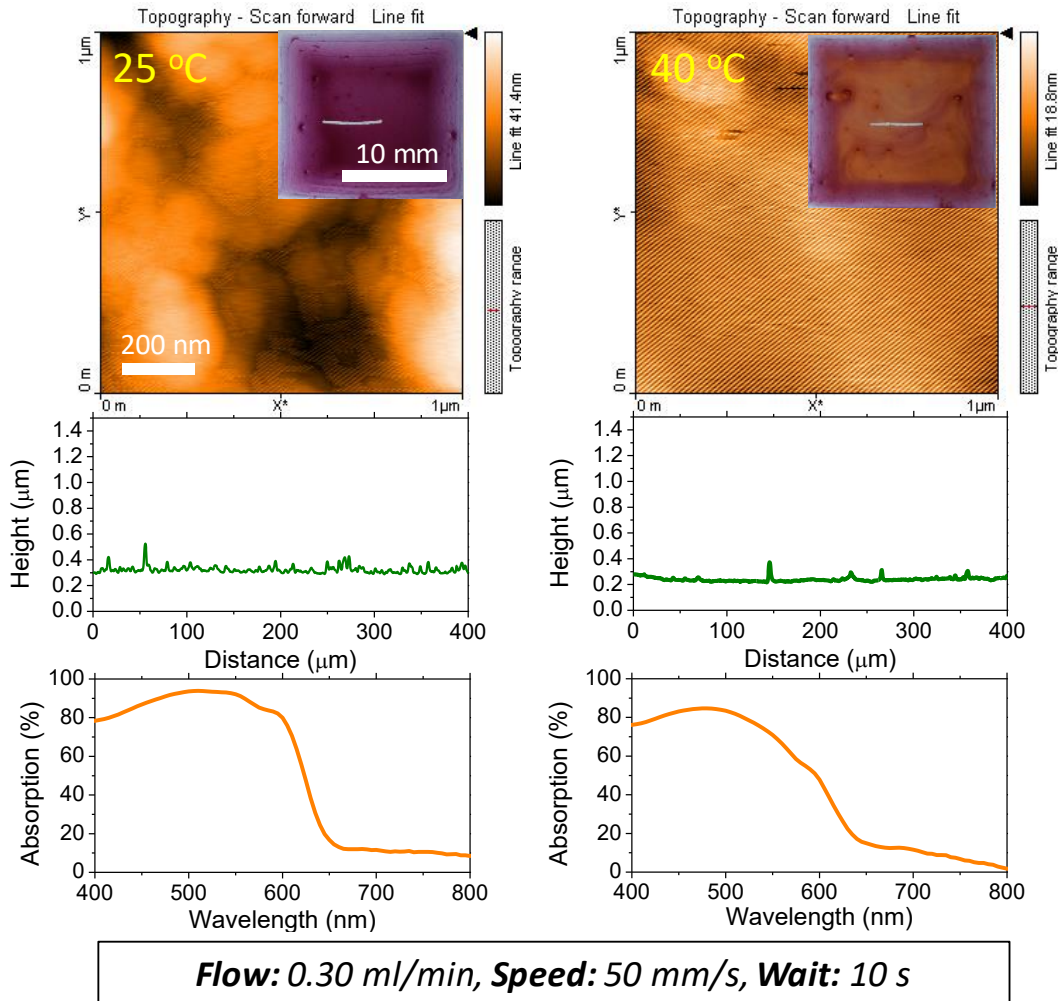 Topography - Scan forward Line fit
1µm
25 °C
10 mm
200 nm
Y*
0 m
0 m
X*
1µm
Line fit 41.4nm
Topography range
Topography - Scan forward Line fit
1µm
40 °C
Y*
0 m
0 m
X*
1µm
Line fit 18.8nm
Topography range
Height (µm)
1.4
1.2
1.0
0.8
0.6
0.4
0.2
0.0
0 100 200 300 400
Distance (µm)
Height (µm)
1.4
1.2
1.0
0.8
0.6
0.4
0.2
0.0
0 100 200 300 400
Distance (µm)
Absorption (%)
100
80
60
40
20
0
400 500 600 700 800
Wavelength (nm)
Absorption (%)
100
80
60
40
20
0
400 500 600 700 800
Wavelength (nm)
Flow: 0.30 ml/min, Speed: 50 mm/s, Wait: 10 s